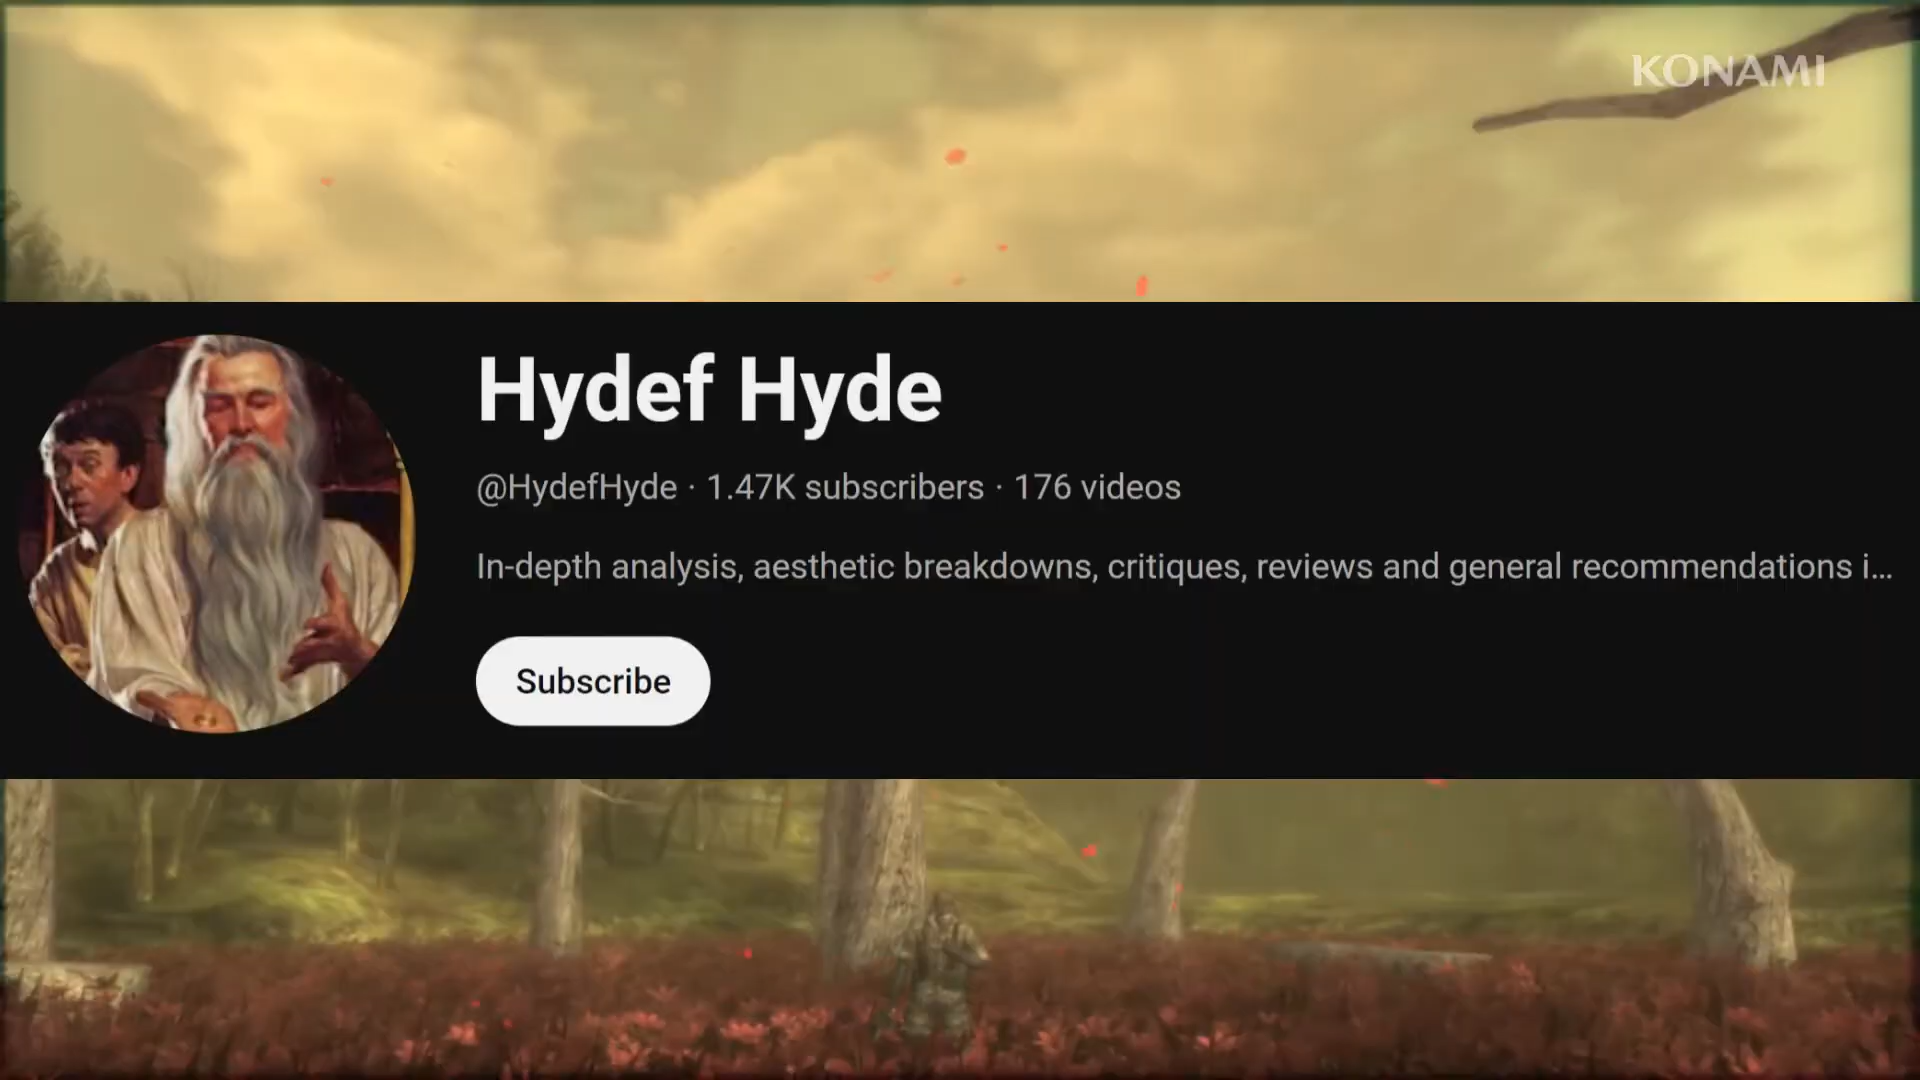 KONAMI
Hydef Hyde
@HydefHyde · 1.47K subscribers · 176 videos
In-depth analysis, aesthetic breakdowns, critiques, reviews and general recommendations i...
Subscribe